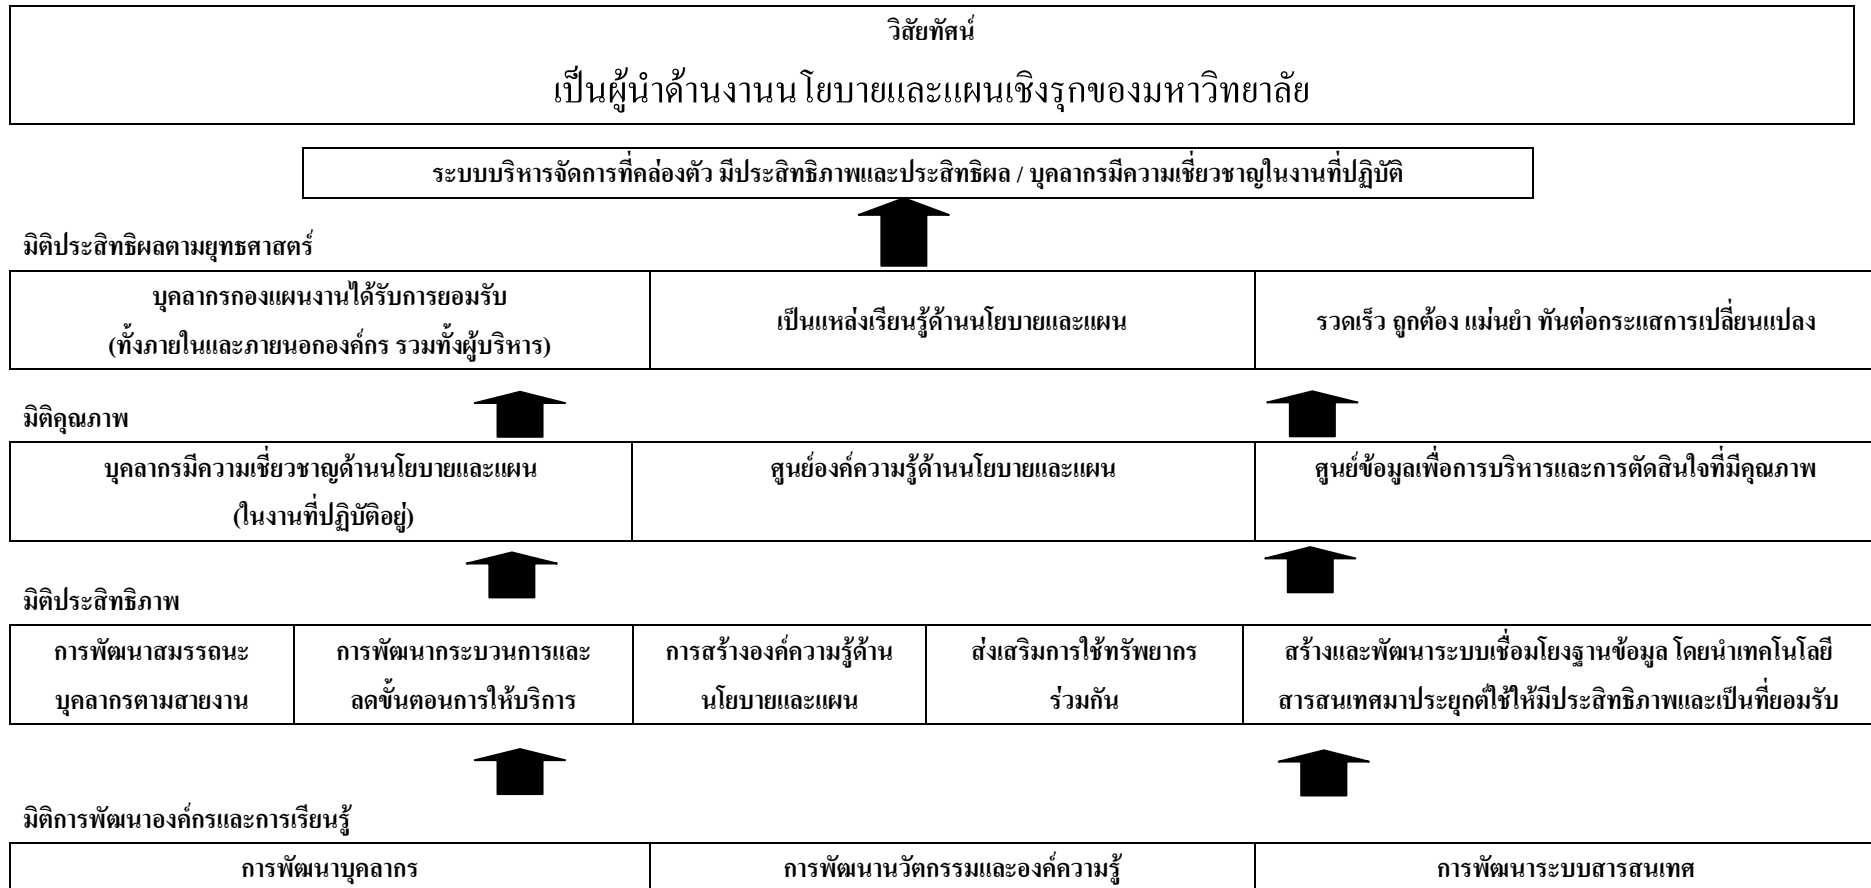 วิสัยทัศน์
เป็นผู้นำด้านงานนโยบายและแผนเชิงรุกของมหาวิทยาลัย
ระบบบริหารจัดการที่คล่องตัว มีประสิทธิภาพและประสิทธิผล / บุคลากรมีความเชี่ยวชาญในงานที่ปฏิบัติ
มิติประสิทธิผลตามยุทธศาสตร์
บุคลากรกองแผนงานได้รับการยอมรับ
(ทั้งภายในและภายนอกองค์กร รวมทั้งผู้บริหาร)
เป็นแหล่งเรียนรู้ด้านนโยบายและแผน
รวดเร็ว ถูกต้อง แม่นยำ ทันต่อกระแสการเปลี่ยนแปลง
มิติคุณภาพ
บุคลากรมีความเชี่ยวชาญด้านนโยบายและแผน
(ในงานที่ปฏิบัติอยู่)
ศูนย์องค์ความรู้ด้านนโยบายและแผน
ศูนย์ข้อมูลเพื่อการบริหารและการตัดสินใจที่มีคุณภาพ
มิติประสิทธิภาพ
การพัฒนาสมรรถนะ
บุคลากรตามสายงาน
การพัฒนากระบวนการและ
ลดขั้นตอนการให้บริการ
การสร้างองค์ความรู้ด้าน
นโยบายและแผน
ส่งเสริมการใช้ทรัพยากร
ร่วมกัน
สร้างและพัฒนาระบบเชื่อมโยงฐานข้อมูล โดยนำเทคโนโลยี
สารสนเทศมาประยุกต์ใช้ให้มีประสิทธิภาพและเป็นที่ยอมรับ
มิติการพัฒนาองค์กรและการเรียนรู้
การพัฒนาบุคลากร
การพัฒนานวัตกรรมและองค์ความรู้
การพัฒนาระบบสารสนเทศ